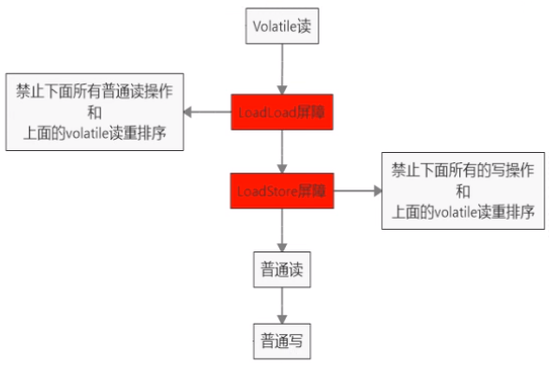 Volatile读
禁止下面所有普通读操作
和
上面的volatile读重排序
LoadLoad屏障
LoadStore屏障
禁止下面所有的写操作
和
上面的volatile读重排序
普通读
普通写